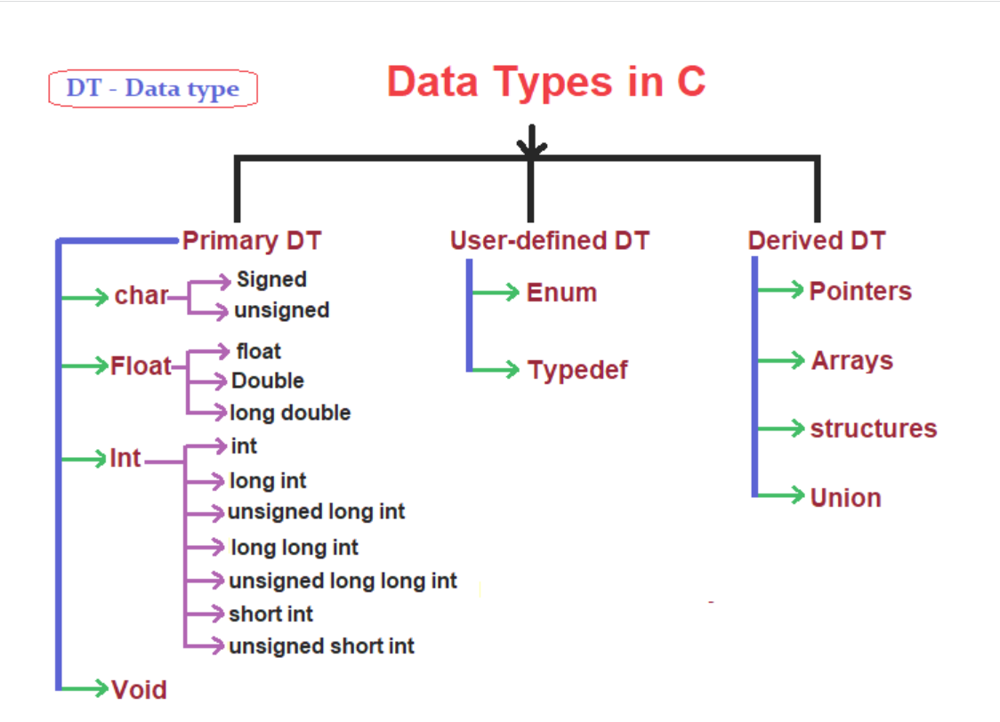 DT - Data type
Data Types in C
Primary DT
char
Signed
unsigned
Float
float
Double
long double
Int
int
long int
unsigned long int
long long int
unsigned long long int
short int
unsigned short int
Void
User-defined DT
Enum
Typedef
Derived DT
Pointers
Arrays
structures
Union